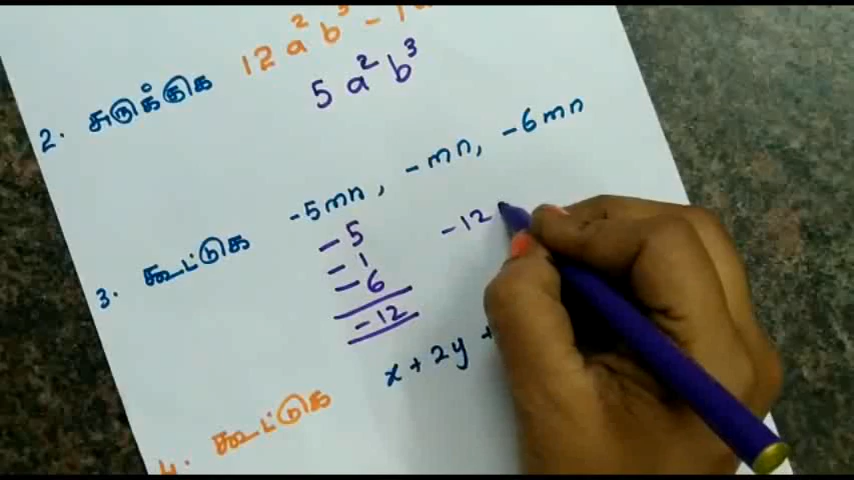 12a²b³ -
2. சுருக்குக
5a²b³
3. கூட்டுக -5mn, -mn, -6mn
-5
-1
-6
-12
-12
4. கூட்டுக x+2y+